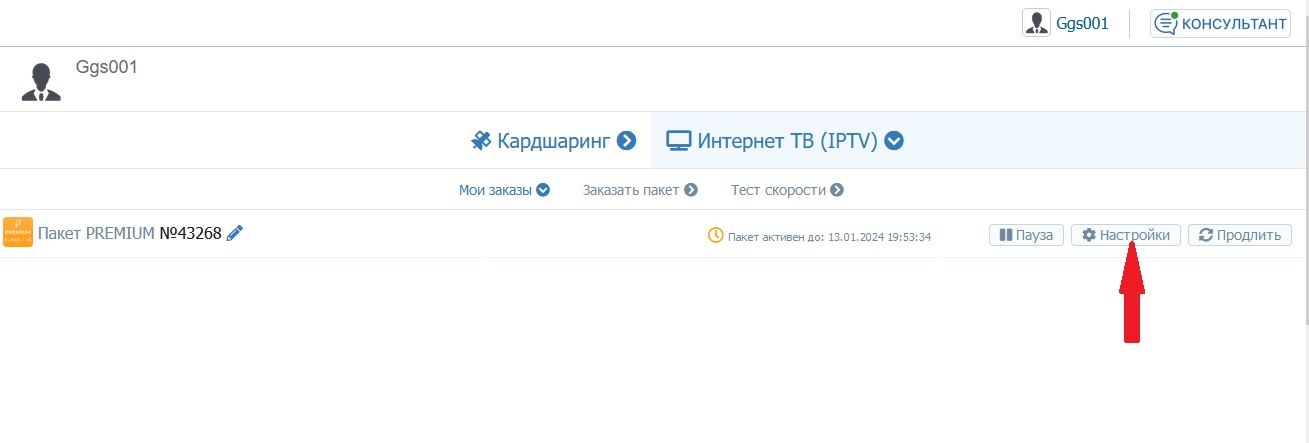 Ggs001 КОНСУЛЬТАНТ
Ggs001
Кардшаринг Интернет ТВ (IPTV)
Мои заказы Заказать пакет Тест скорости
PREMIUM
Пакет PREMIUM №43268 Пакет активен до: 13.01.2024 19:53:34 Пауза Настройки Продлить